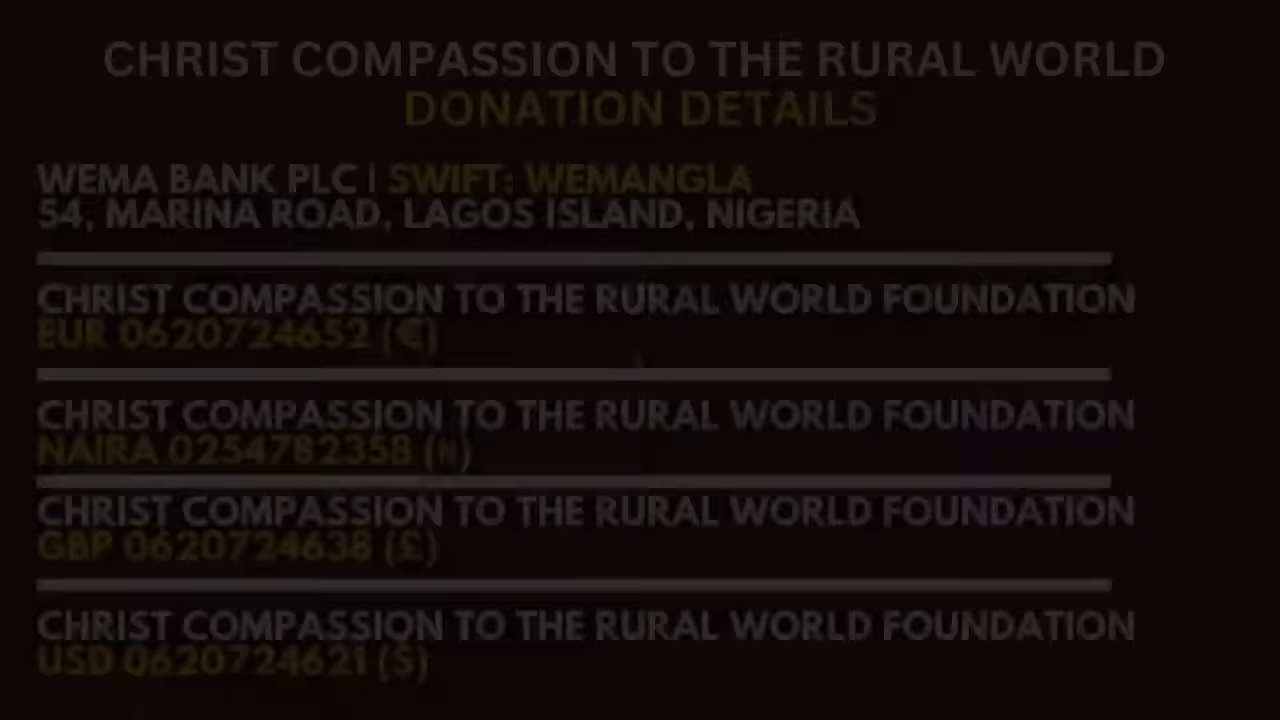 CHRIST COMPASSION TO THE RURAL WORLD
DONATION DETAILS
WEMA BANK PLC | SWIFT: WEMANGLA
54, MARINA ROAD, LAGOS ISLAND, NIGERIA
CHRIST COMPASSION TO THE RURAL WORLD FOUNDATION
EUR 0620724652 (€)
CHRIST COMPASSION TO THE RURAL WORLD FOUNDATION
NAIRA 0254782358 (₦)
CHRIST COMPASSION TO THE RURAL WORLD FOUNDATION
GBP 0620724638 (£)
CHRIST COMPASSION TO THE RURAL WORLD FOUNDATION
USD 0620724621 ($)